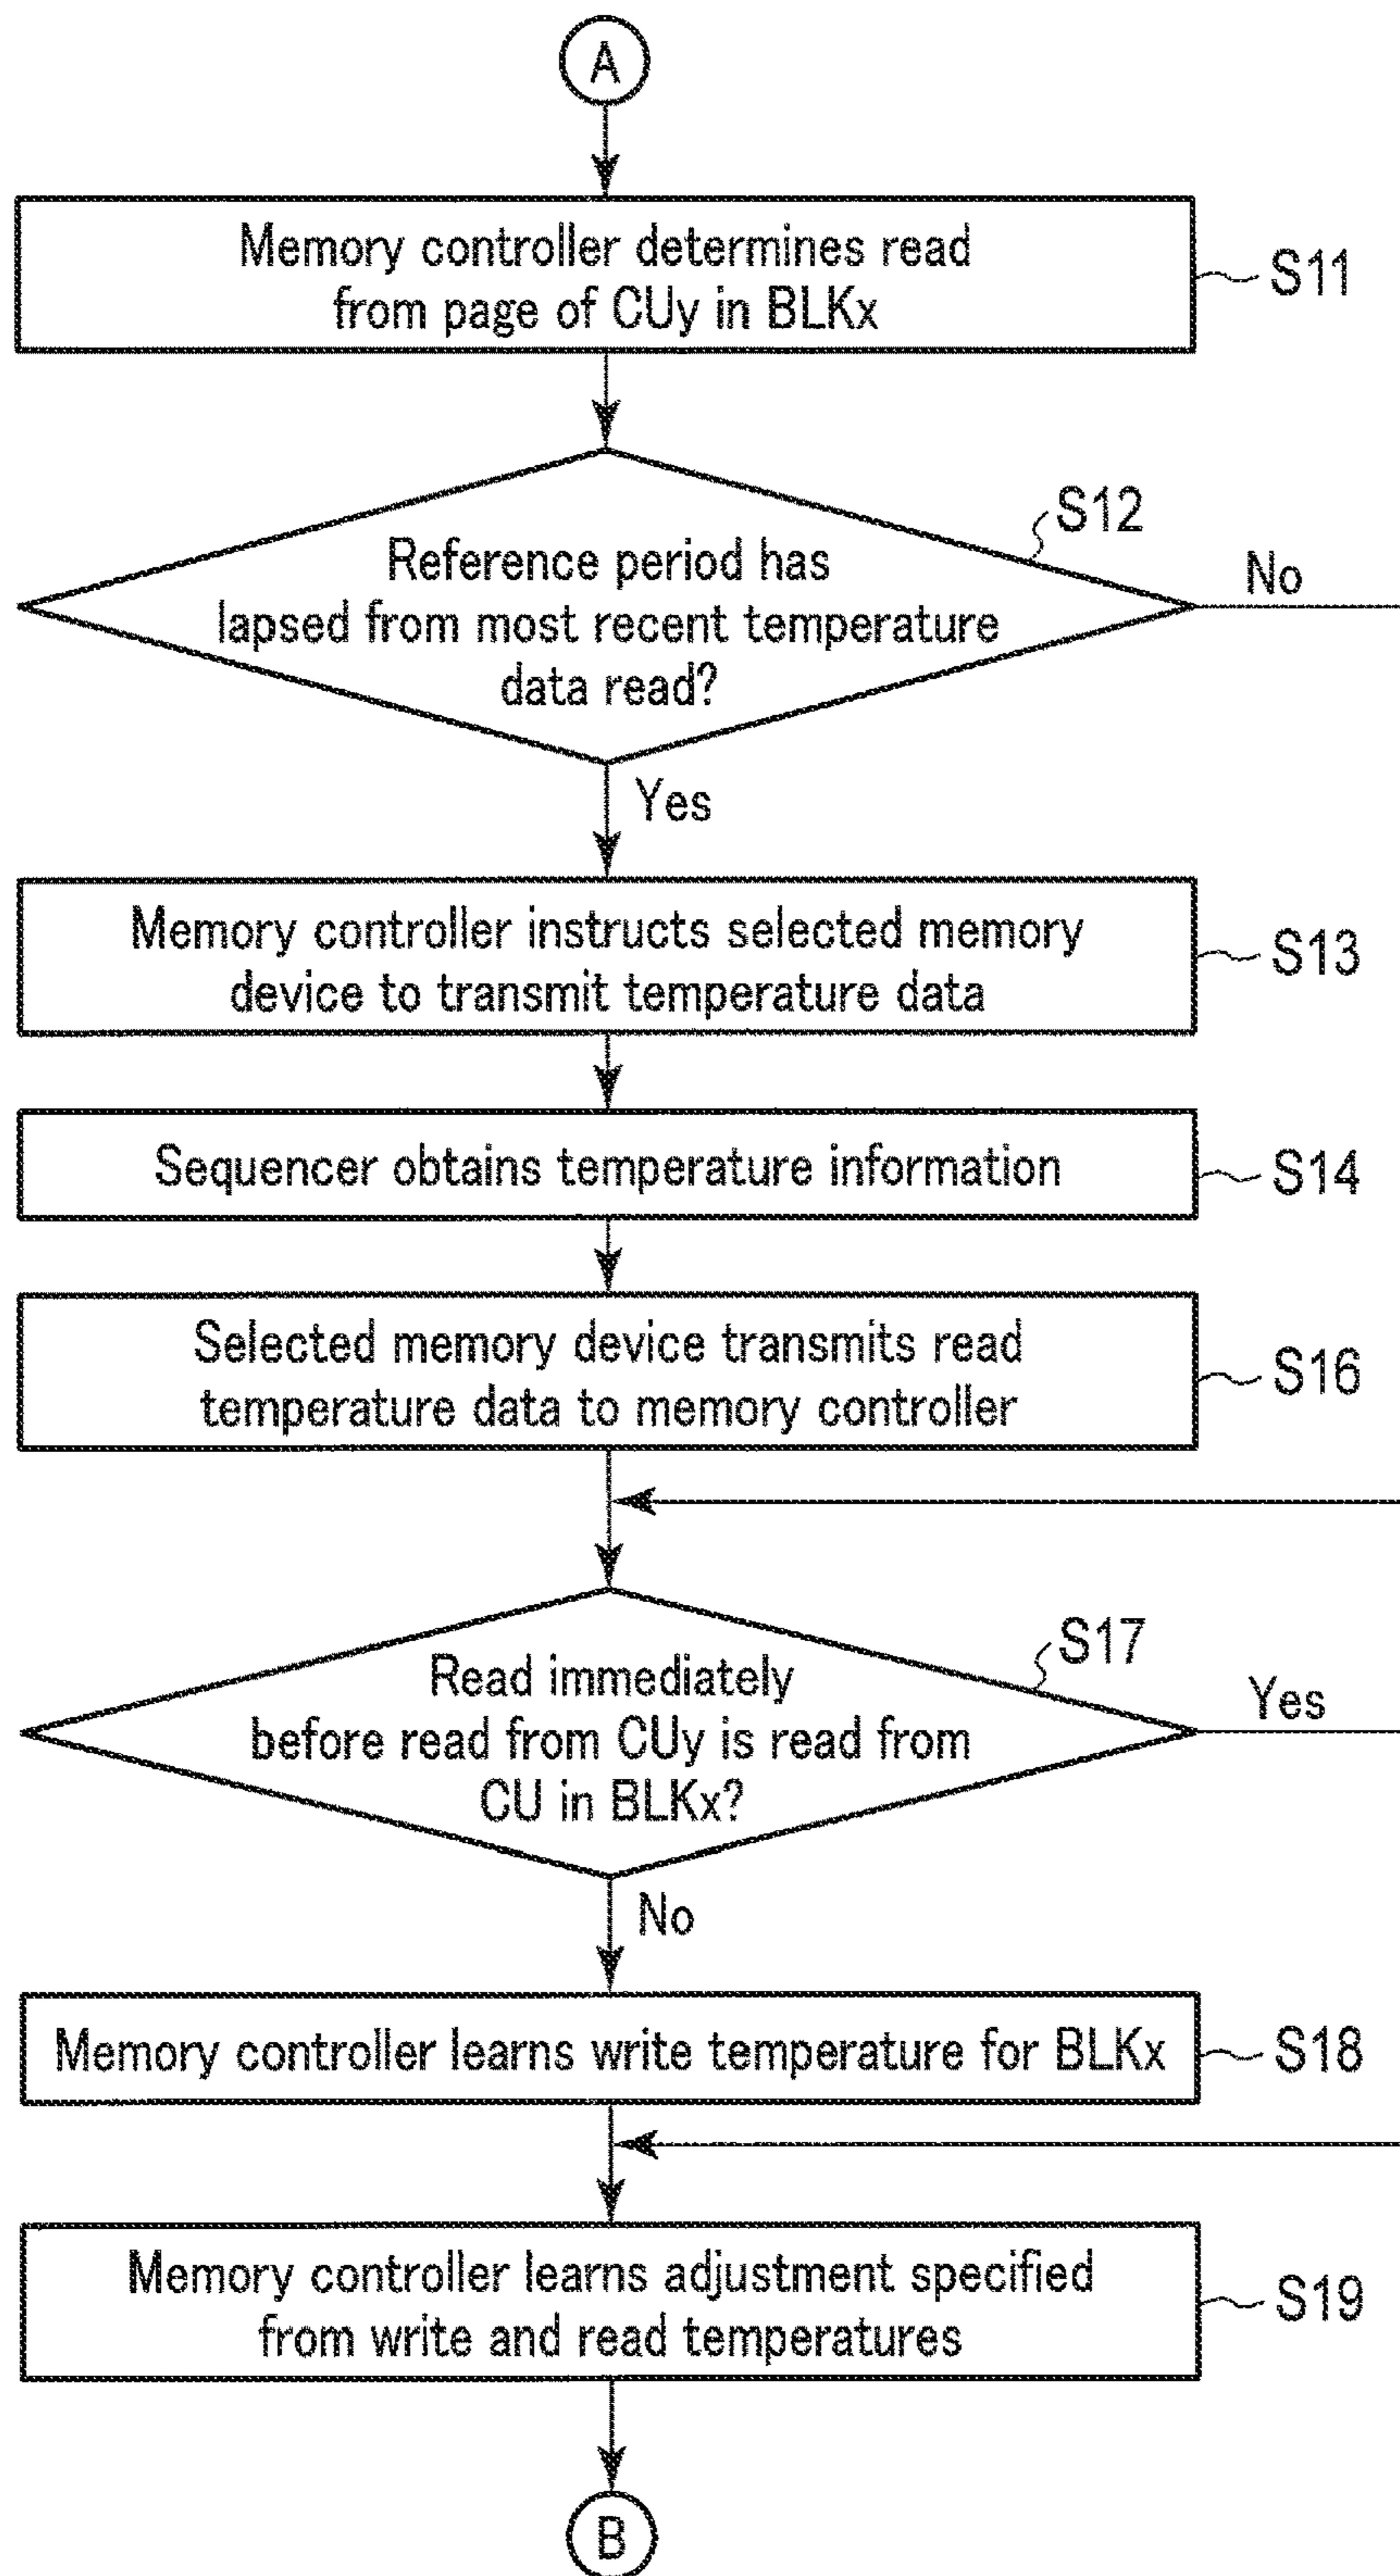 A
Memory controller determines read
from page of CUy in BLKx
S11
S12
Reference period has
lapsed from most recent temperature
data read?
No
Yes
Memory controller instructs selected memory
device to transmit temperature data
S13
Sequencer obtains temperature information
S14
Selected memory device transmits read
temperature data to memory controller
S16
S17
Read immediately
before read from CUy is read from
CU in BLKx?
Yes
No
Memory controller learns write temperature for BLKx
S18
Memory controller learns adjustment specified
from write and read temperatures
S19
B